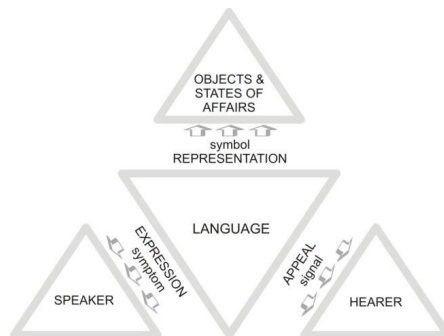 OBJECTS &
STATES OF
AFFAIRS
symbol
REPRESENTATION
LANGUAGE
EXPRESSION
symptom
APPEAL
signal
SPEAKER
HEARER